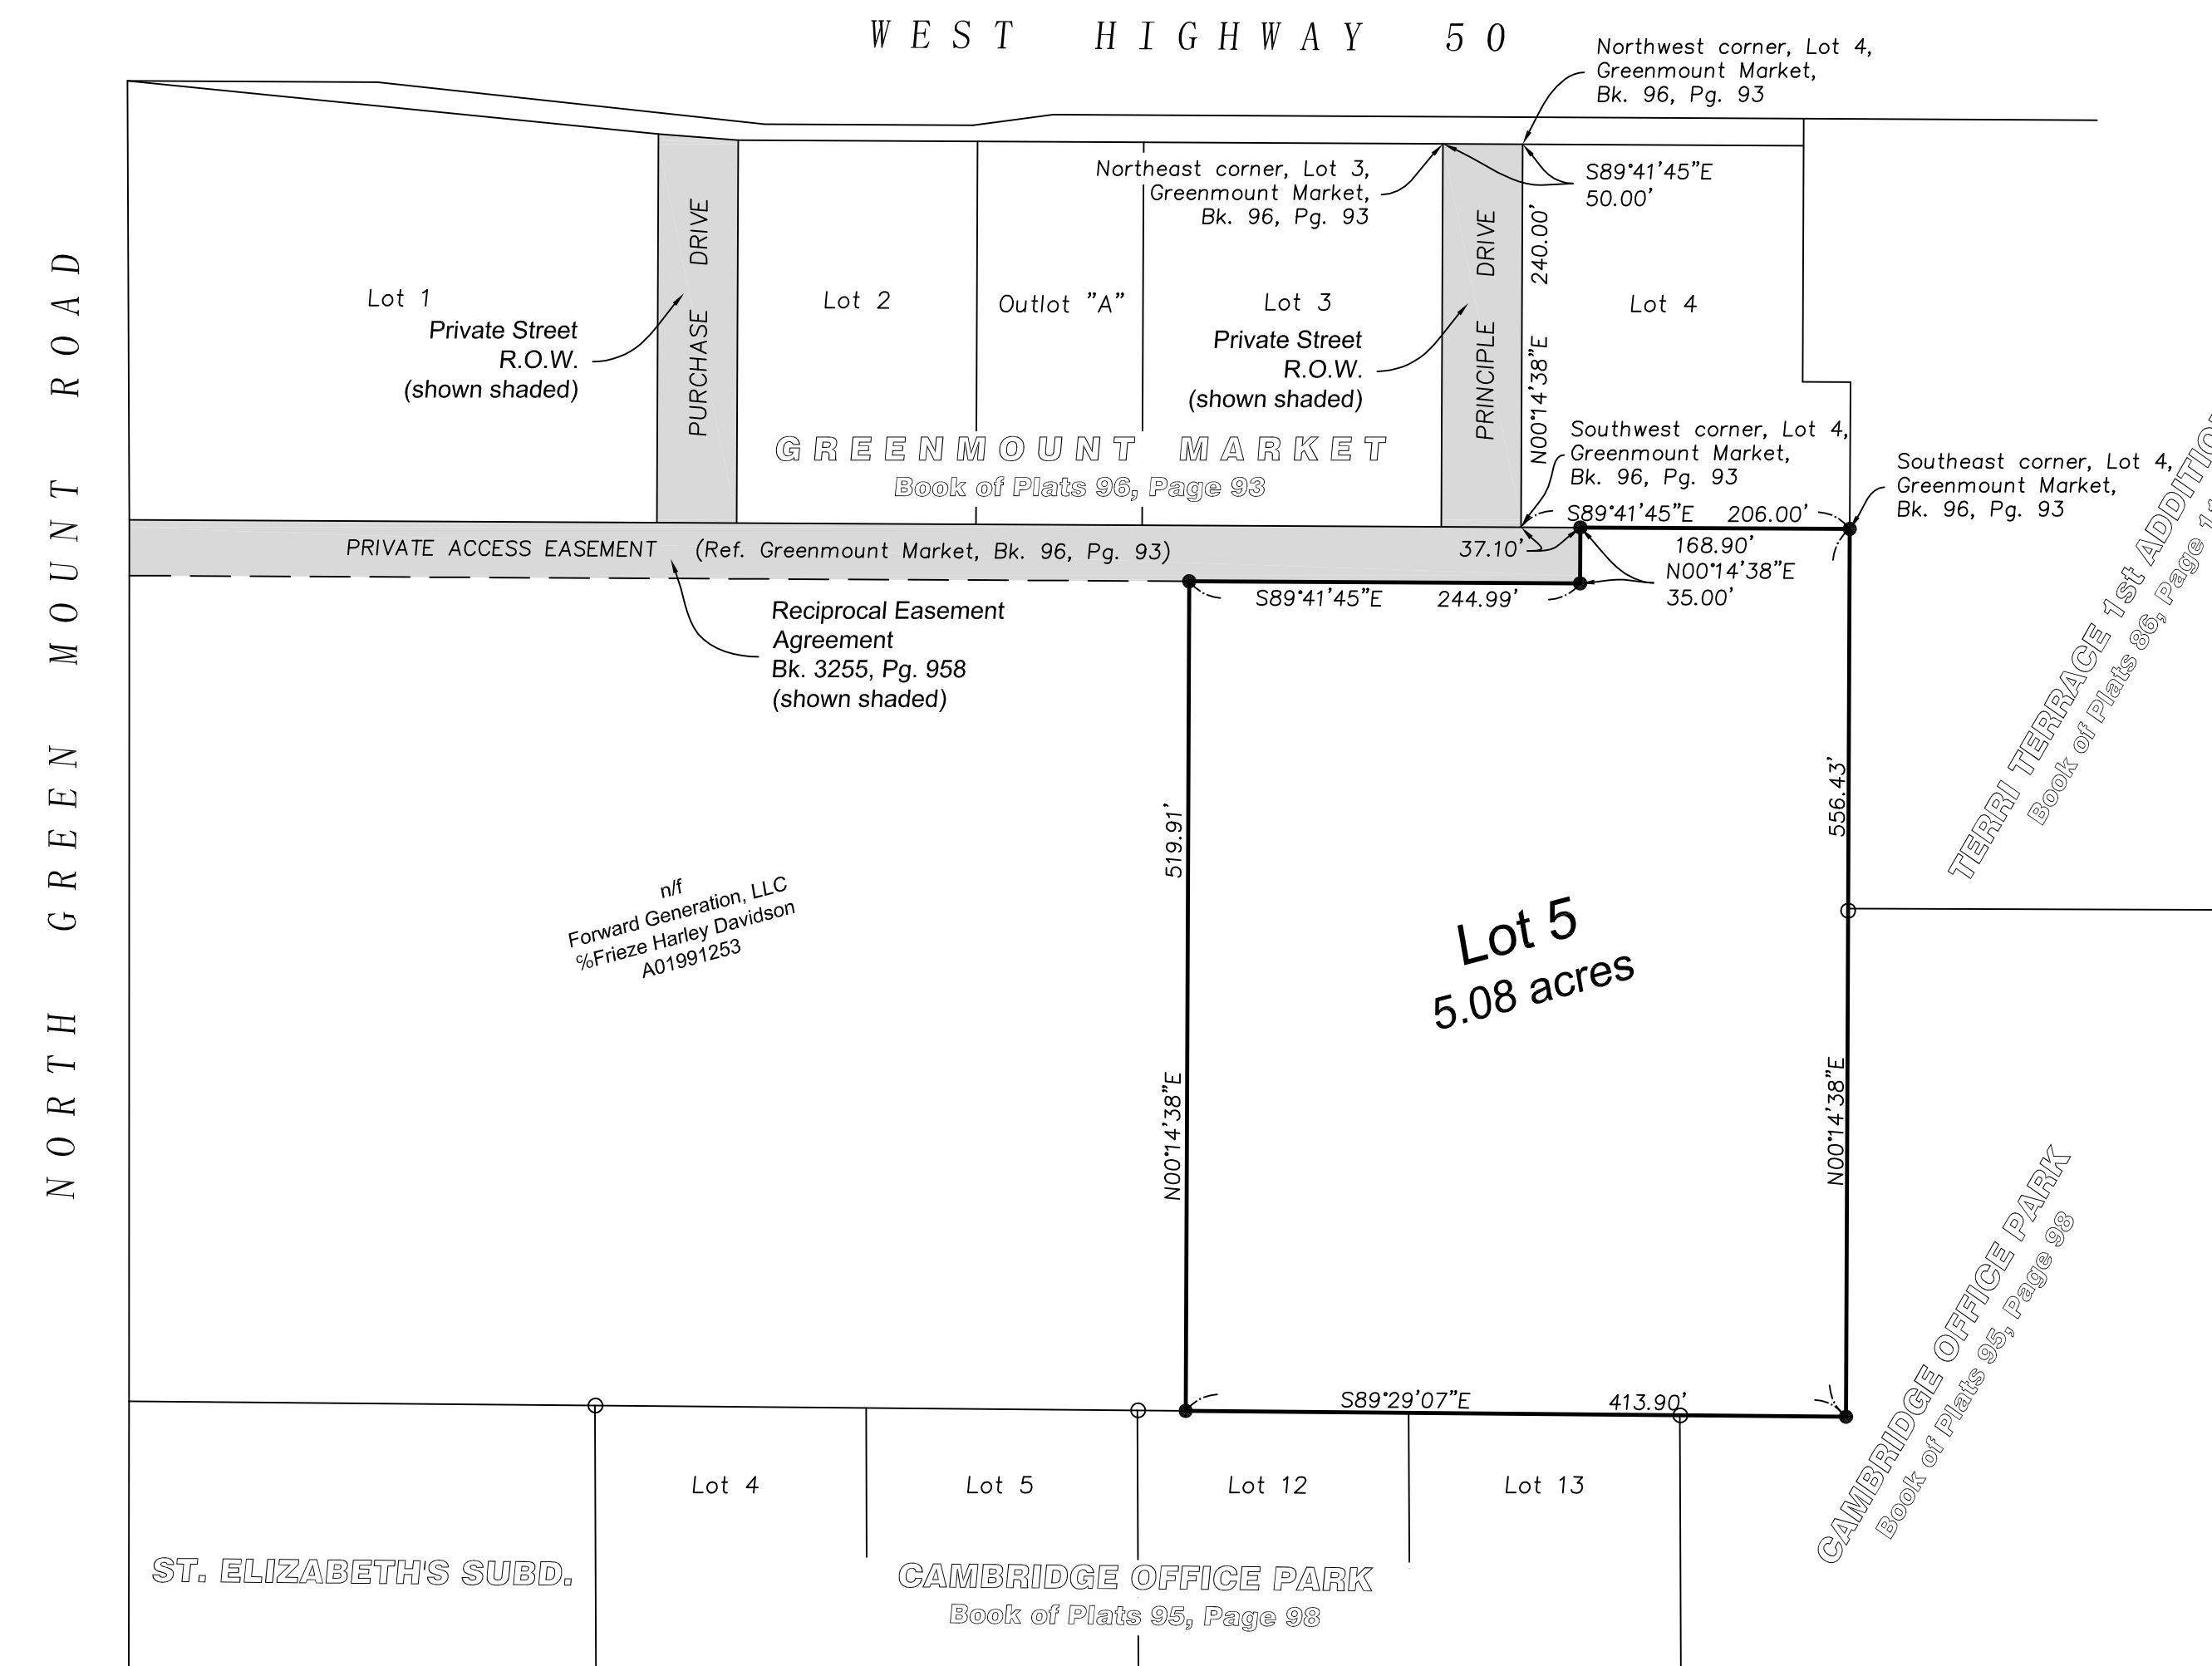 WEST HIGHWAY 50
Northwest corner, Lot 4,
Greenmount Market,
Bk. 96, Pg. 93
Northeast corner, Lot 3,
Greenmount Market,
Bk. 96, Pg. 93
S89°41'45"E
50.00'
NORTH GREEN MOUNT ROAD
Lot 1
Private Street
R.O.W.
(shown shaded)
PURCHASE DRIVE
Lot 2
Outlot "A"
Lot 3
Private Street
R.O.W.
(shown shaded)
PRINCIPLE DRIVE
N00°14'38"E 240.00'
Lot 4
GREENMOUNT MARKET
Book of Plats 96, Page 93
Southwest corner, Lot 4,
Greenmount Market,
Bk. 96, Pg. 93
Southeast corner, Lot 4,
Greenmount Market,
Bk. 96, Pg. 93
S89°41'45"E 206.00'
PRIVATE ACCESS EASEMENT (Ref. Greenmount Market, Bk. 96, Pg. 93)
37.10'
168.90'
N00°14'38"E
35.00'
S89°41'45"E 244.99'
Reciprocal Easement
Agreement
Bk. 3255, Pg. 958
(shown shaded)
TERRI TERRACE 1st ADDITION
Book of Plats 86, Page
N00°14'38"E 519.91'
N00°14'38"E 556.43'
n/f
Forward Generation, LLC
℅Frieze Harley Davidson
A01991253
Lot 5
5.08 acres
S89°29'07"E 413.90'
CAMBRIDGE OFFICE PARK
Book of Plats 95, Page 98
Lot 4
Lot 5
Lot 12
Lot 13
ST. ELIZABETH'S SUBD.
CAMBRIDGE OFFICE PARK
Book of Plats 95, Page 98